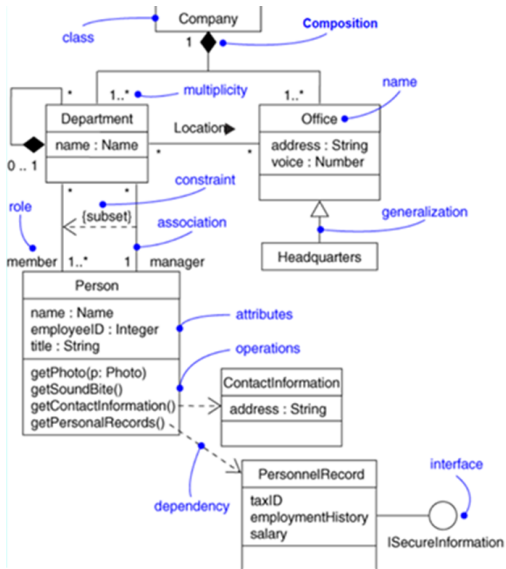 Company
class
1
Composition
*
1..*
multiplicity
1..*
name
Department
name : Name
Location
*
*
Office
address : String
voice : Number
0 .. 1
*
*
constraint
{subset}
role
association
generalization
member
1..*
1
manager
Headquarters
Person
name : Name
employeeID : Integer
title : String
attributes
getPhoto(p: Photo)
getSoundBite()
getContactInformation()
getPersonalRecords()
operations
ContactInformation
address : String
dependency
PersonnelRecord
taxID
employmentHistory
salary
interface
ISecureInformation